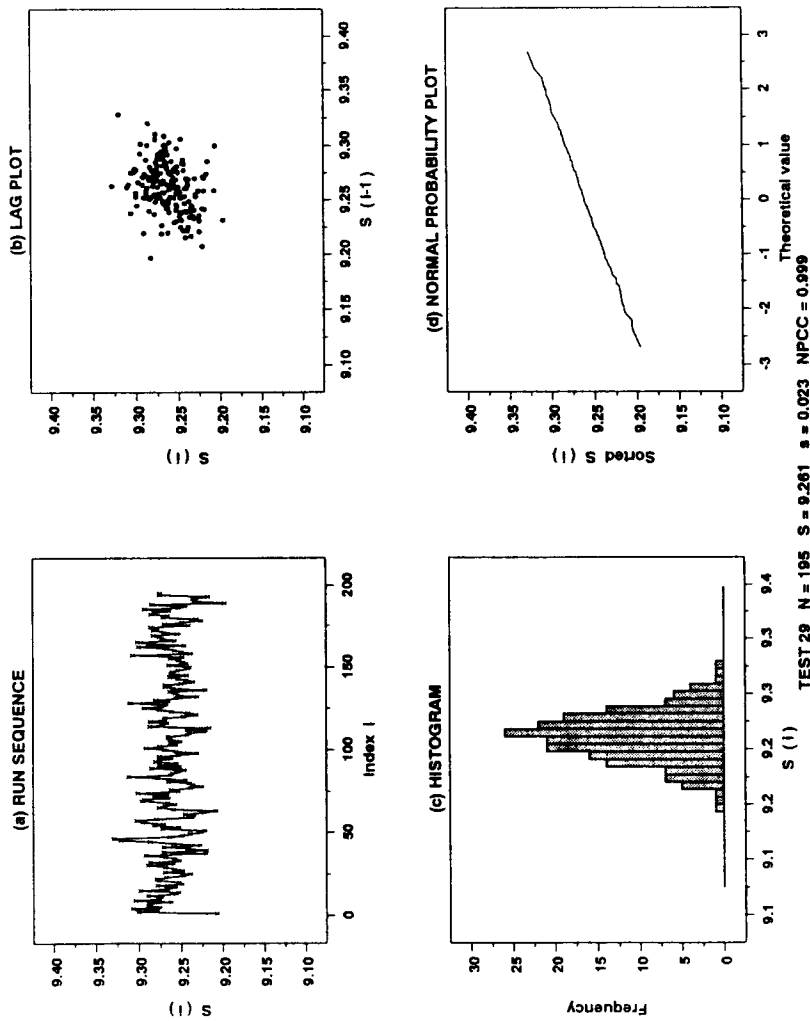 (a) RUN SEQUENCE
S (i)
9.40
9.35
9.30
9.25
9.20
9.15
9.10
0 50 100 150 200
Index i
(b) LAG PLOT
S (i)
9.40
9.35
9.30
9.25
9.20
9.15
9.10
9.10 9.15 9.20 9.25 9.30 9.35 9.40
S (i-1)
(c) HISTOGRAM
Frequency
30
25
20
15
10
5
0
9.1 9.1 9.2 9.2 9.3 9.3 9.4
S (i)
(d) NORMAL PROBABILITY PLOT
Sorted S (i)
9.40
9.35
9.30
9.25
9.20
9.15
9.10
-3 -2 -1 0 1 2 3
Theoretical value
TEST 29 N = 195 S = 9.261 s = 0.023 NPCC = 0.999